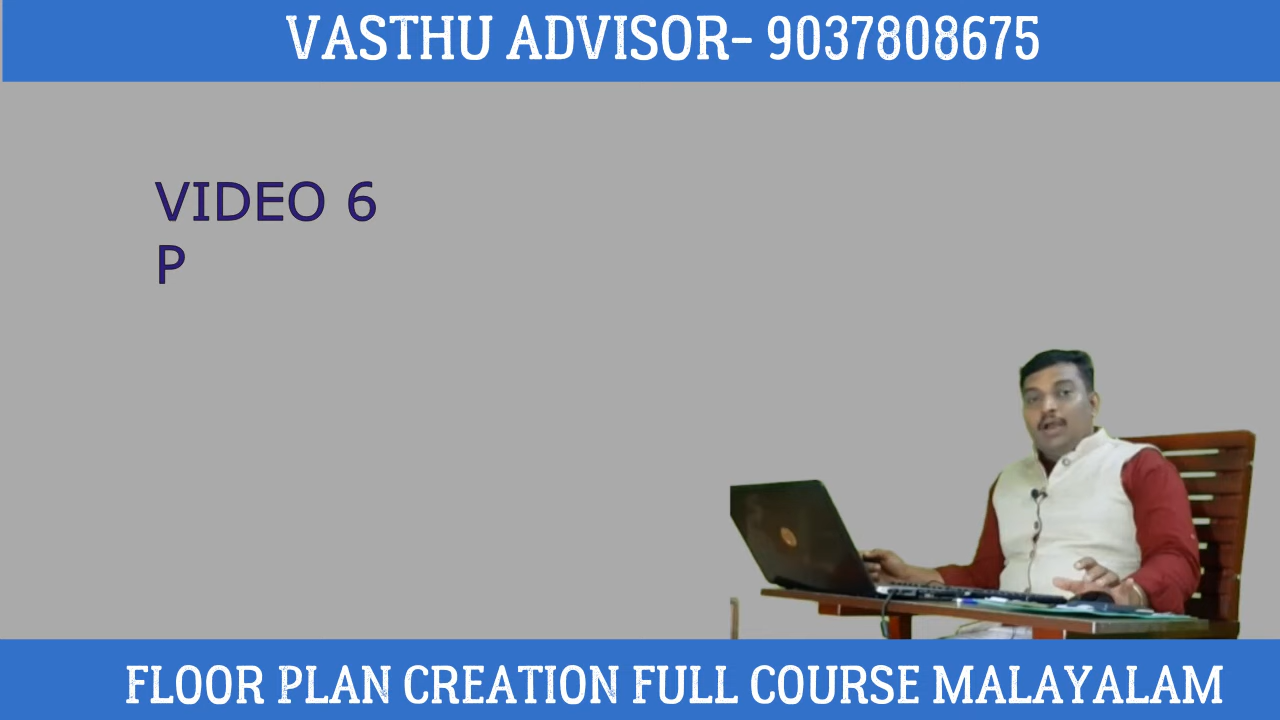 VASTHU ADVISOR- 9037808675
VIDEO 6
P
FLOOR PLAN CREATION FULL COURSE MALAYALAM